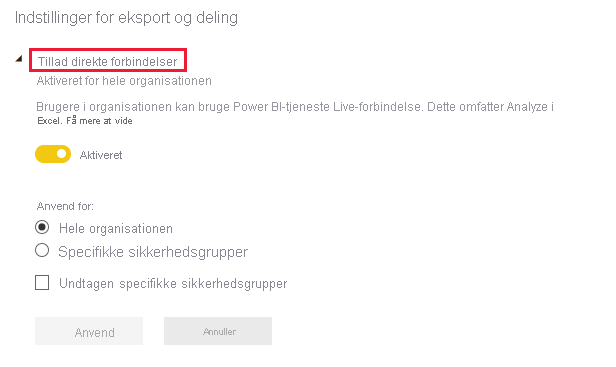 Indstillinger for eksport og deling
Tillad direkte forbindelser
Aktiveret for hele organisationen
Brugere i organisationen kan bruge Power BI-tjeneste Live-forbindelse. Dette omfatter Analyze i
Excel. Få mere at vide
Aktiveret
Anvend for:
Hele organisationen
Specifikke sikkerhedsgrupper
Undtagen specifikke sikkerhedsgrupper
Anvend
Annuller